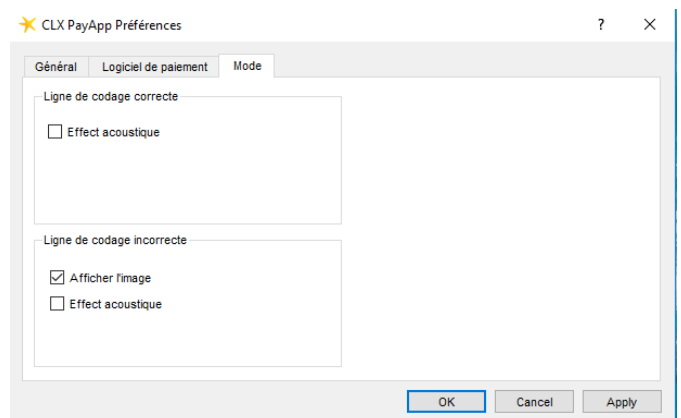 CLX PayApp Préférences ?
Général Logiciel de paiement Mode
Ligne de codage correcte
Effect acoustique
Ligne de codage incorrecte
Afficher l'image
Effect acoustique
OK Cancel Apply